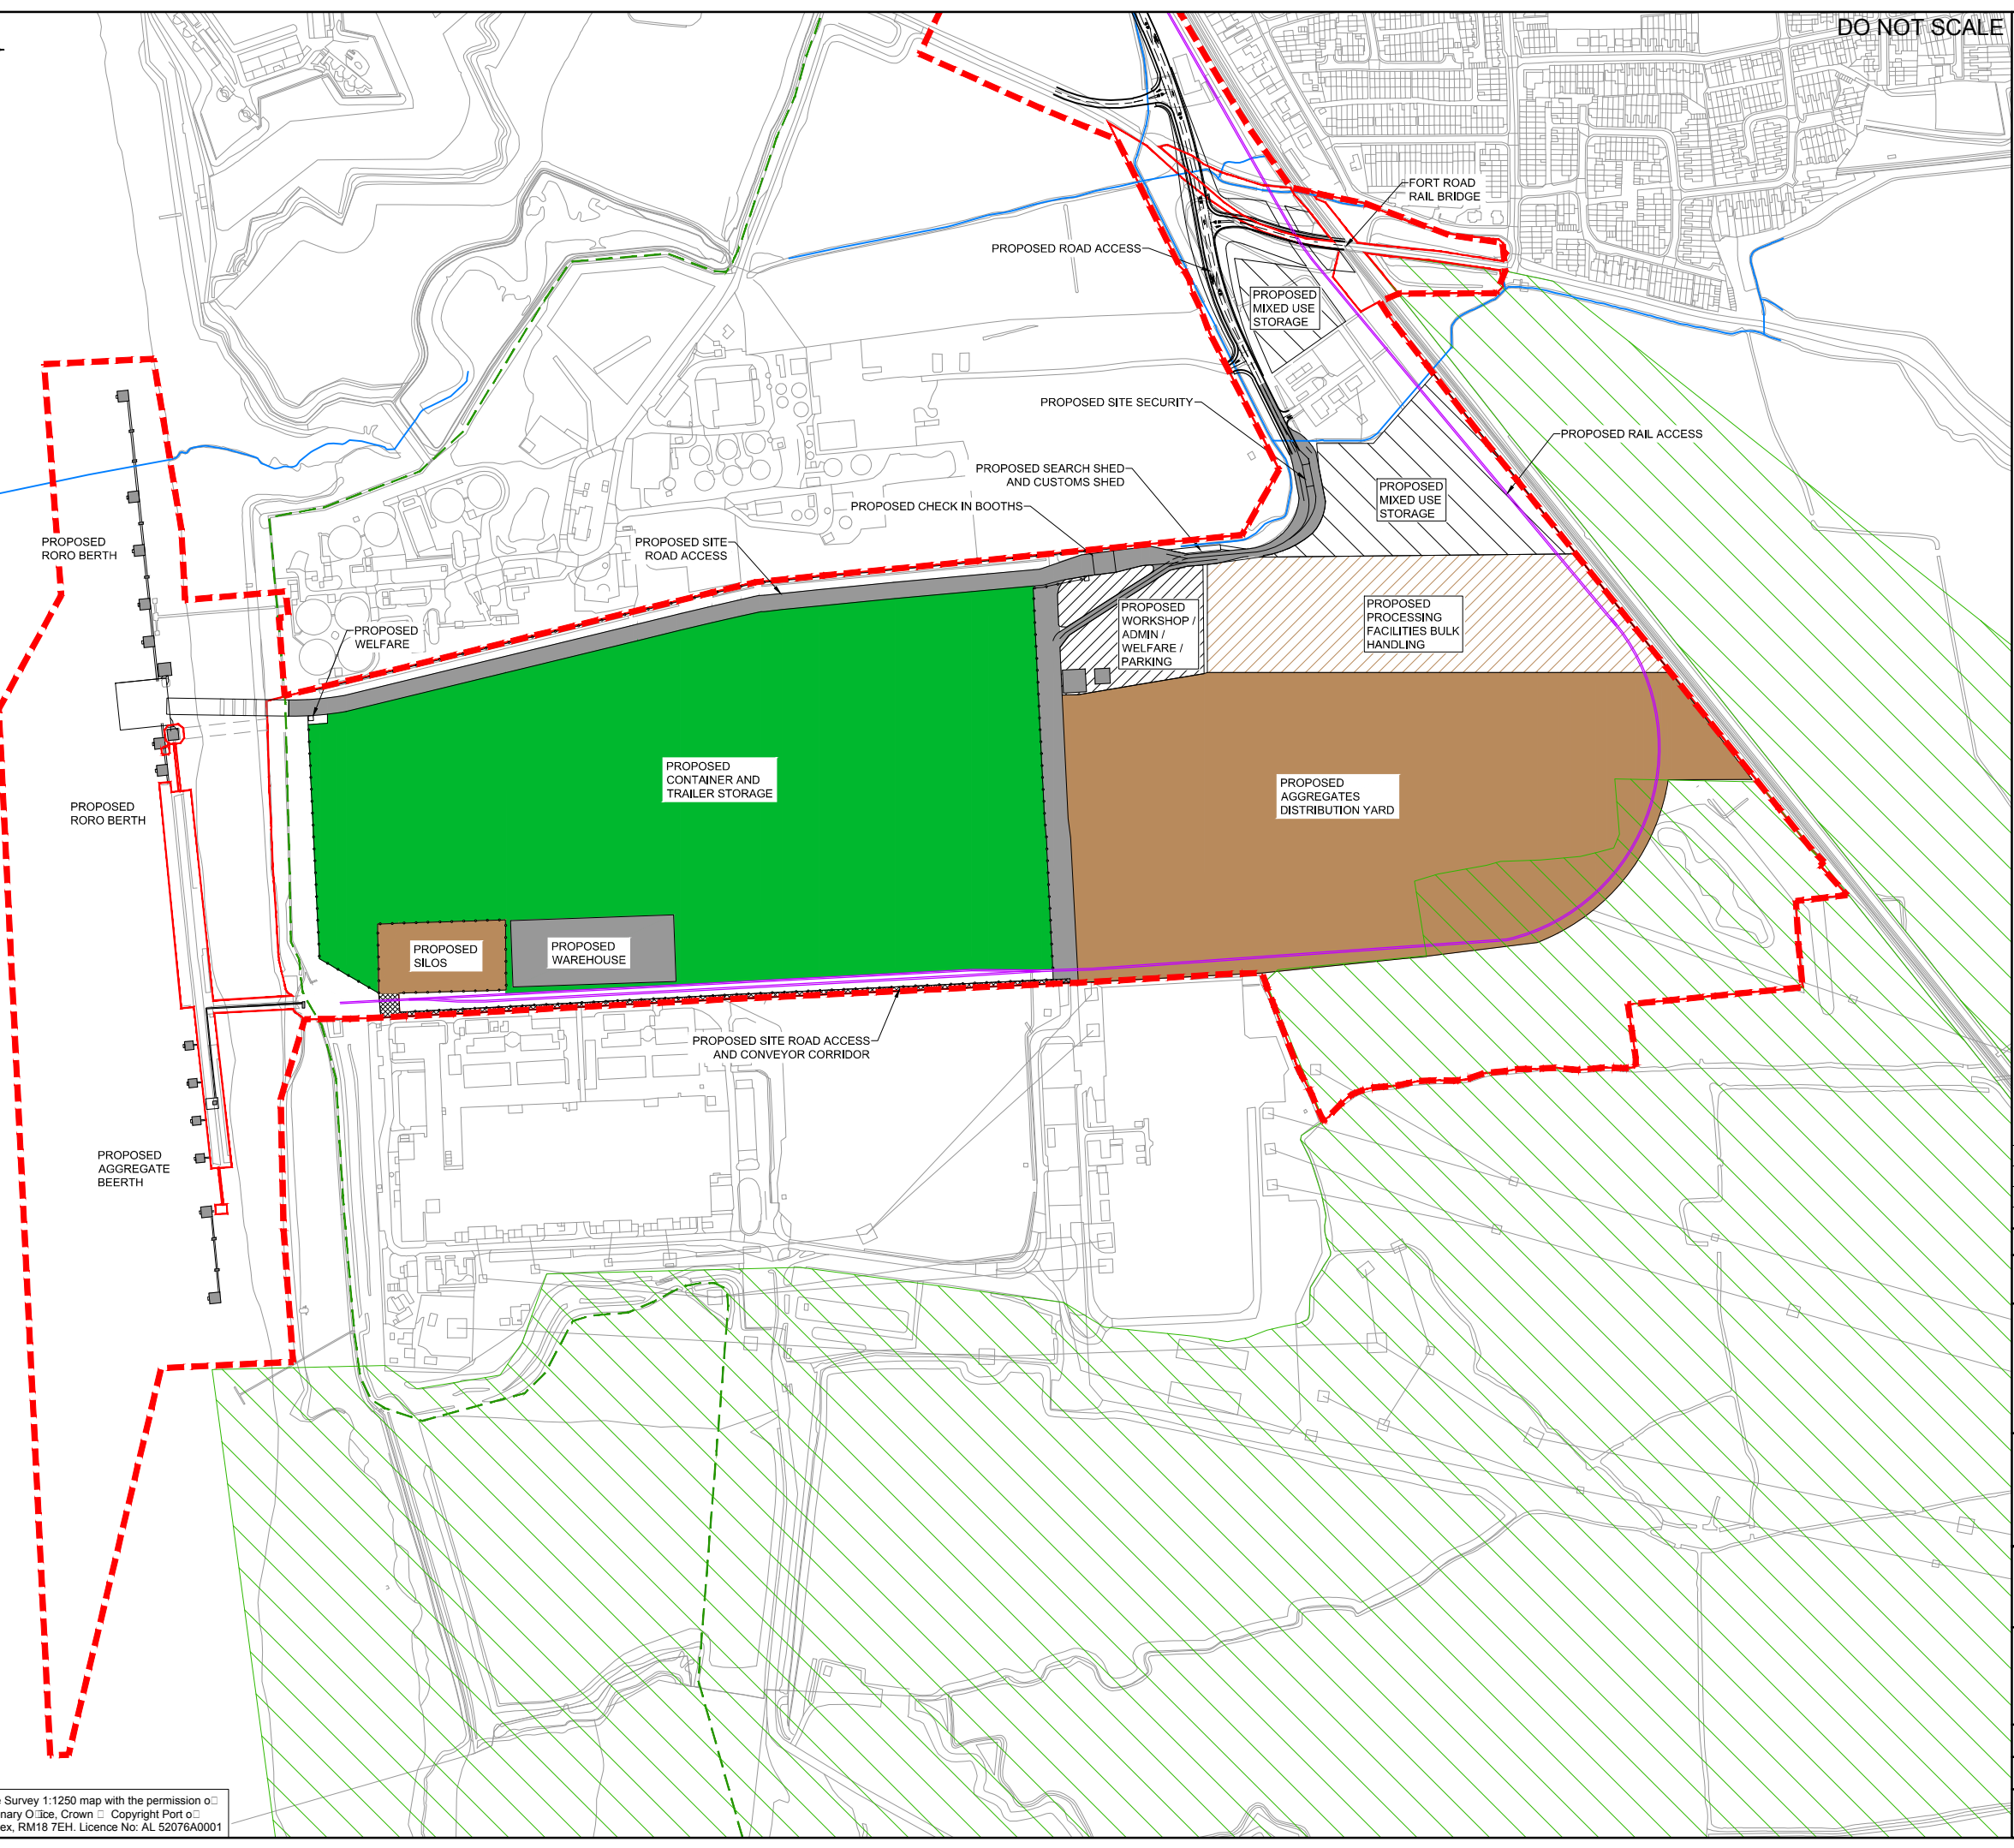 DO NOT SCALE
FORT ROAD
RAIL BRIDGE
PROPOSED ROAD ACCESS
PROPOSED
MIXED USE
STORAGE
PROPOSED SITE SECURITY
PROPOSED RAIL ACCESS
PROPOSED SEARCH SHED
AND CUSTOMS SHED
PROPOSED
MIXED USE
STORAGE
PROPOSED CHECK IN BOOTHS
PROPOSED
RORO BERTH
PROPOSED SITE
ROAD ACCESS
PROPOSED
WELFARE
PROPOSED
WORKSHOP /
ADMIN /
WELFARE /
PARKING
PROPOSED
PROCESSING
FACILITIES BULK
HANDLING
PROPOSED
CONTAINER AND
TRAILER STORAGE
PROPOSED
AGGREGATES
DISTRIBUTION YARD
PROPOSED
RORO BERTH
PROPOSED
SILOS
PROPOSED
WAREHOUSE
PROPOSED SITE ROAD ACCESS
AND CONVEYOR CORRIDOR
PROPOSED
AGGREGATE
BEERTH
Survey 1:1250 map with the permission
Crown Copyright Port
RM18 7EH. Licence No: AL 52076A0001